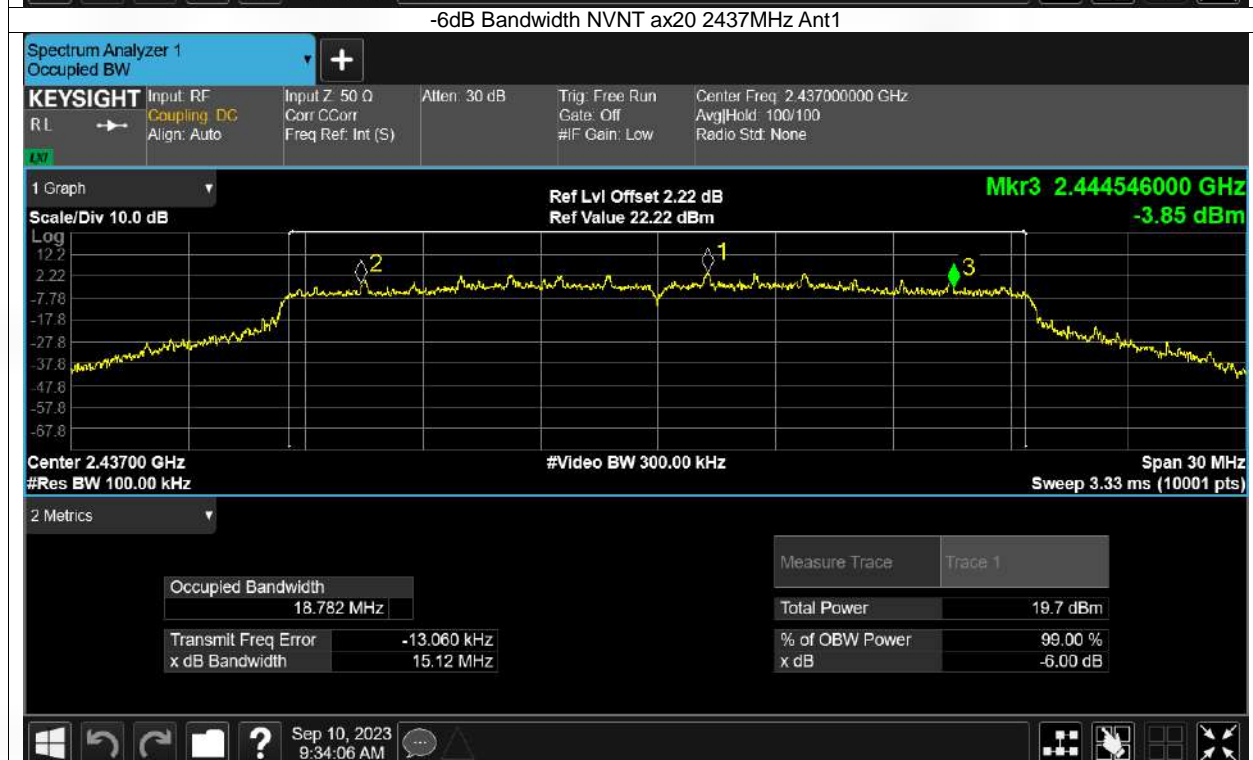 -6dB Bandwidth NVNT ax20 2437MHz Ant1
Spectrum Analyzer 1
Occupied BW
+
KEYSIGHT
RL
LXI
Input: RF
Coupling: DC
Align: Auto
Input Z: 50 Ω
Corr CCorr
Freq Ref: Int (S)
Atten: 30 dB
Trig: Free Run
Gate: Off
#IF Gain: Low
Center Freq: 2.437000000 GHz
Avg|Hold: 100/100
Radio Std: None
1 Graph
Scale/Div 10.0 dB
Ref Lvl Offset 2.22 dB
Ref Value 22.22 dBm
Mkr3 2.444546000 GHz
-3.85 dBm
Log
12.2
2.22
-7.78
-17.8
-27.8
-37.8
-47.8
-57.8
-67.8
2
1
3
Center 2.43700 GHz
#Res BW 100.00 kHz
#Video BW 300.00 kHz
Span 30 MHz
Sweep 3.33 ms (10001 pts)
2 Metrics
Measure Trace Trace 1
Occupied Bandwidth
18.782 MHz
Total Power 19.7 dBm
Transmit Freq Error -13.060 kHz
% of OBW Power 99.00 %
x dB Bandwidth 15.12 MHz
x dB -6.00 dB
?
Sep 10, 2023
9:34:06 AM